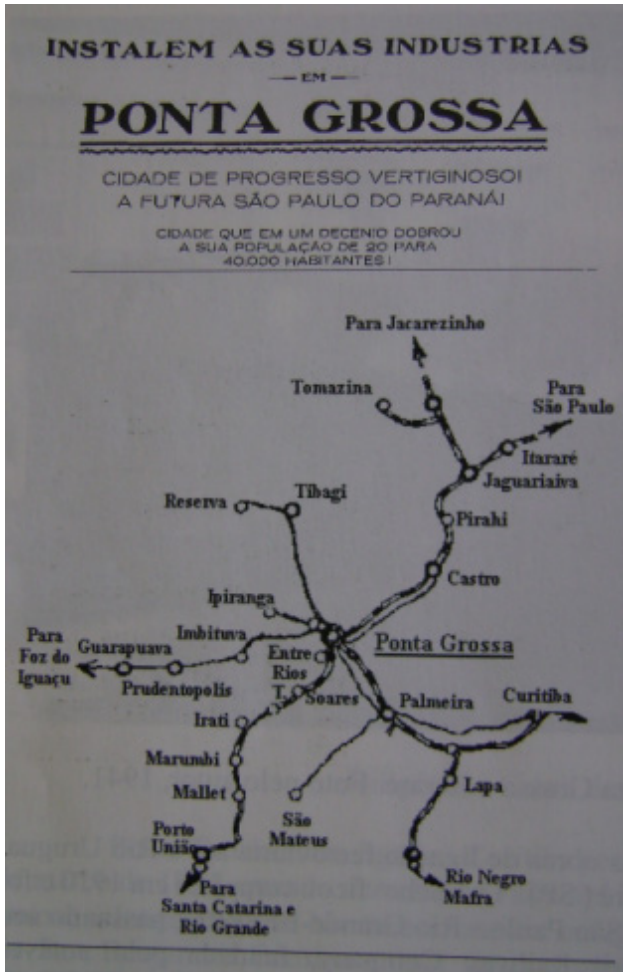 INSTALEM AS SUAS INDUSTRIAS
— EM —
PONTA GROSSA
CIDADE DE PROGRESSO VERTIGINOSO!
A FUTURA SÃO PAULO DO PARANÁ!
CIDADE QUE EM UM DECENIO DOBROU
A SUA POPULAÇÃO DE 20 PARA
40.000 HABITANTES!
Para Jacarezinho
Tomazina
Para
São Paulo
Itararé
Jaguariaiva
Reserva
Tibagi
Pirahi
Castro
Ipiranga
Imbituva
Para
Foz do
Iguaçu
Guarapuava
Prudentopolis
Entre
Rios
Ponta Grossa
T. Soares
Palmeira
Curitiba
Irati
Marumbi
Mallet
Lapa
São
Mateus
Porto
União
Para
Santa Catarina e
Rio Grande
Rio Negro
Mafra